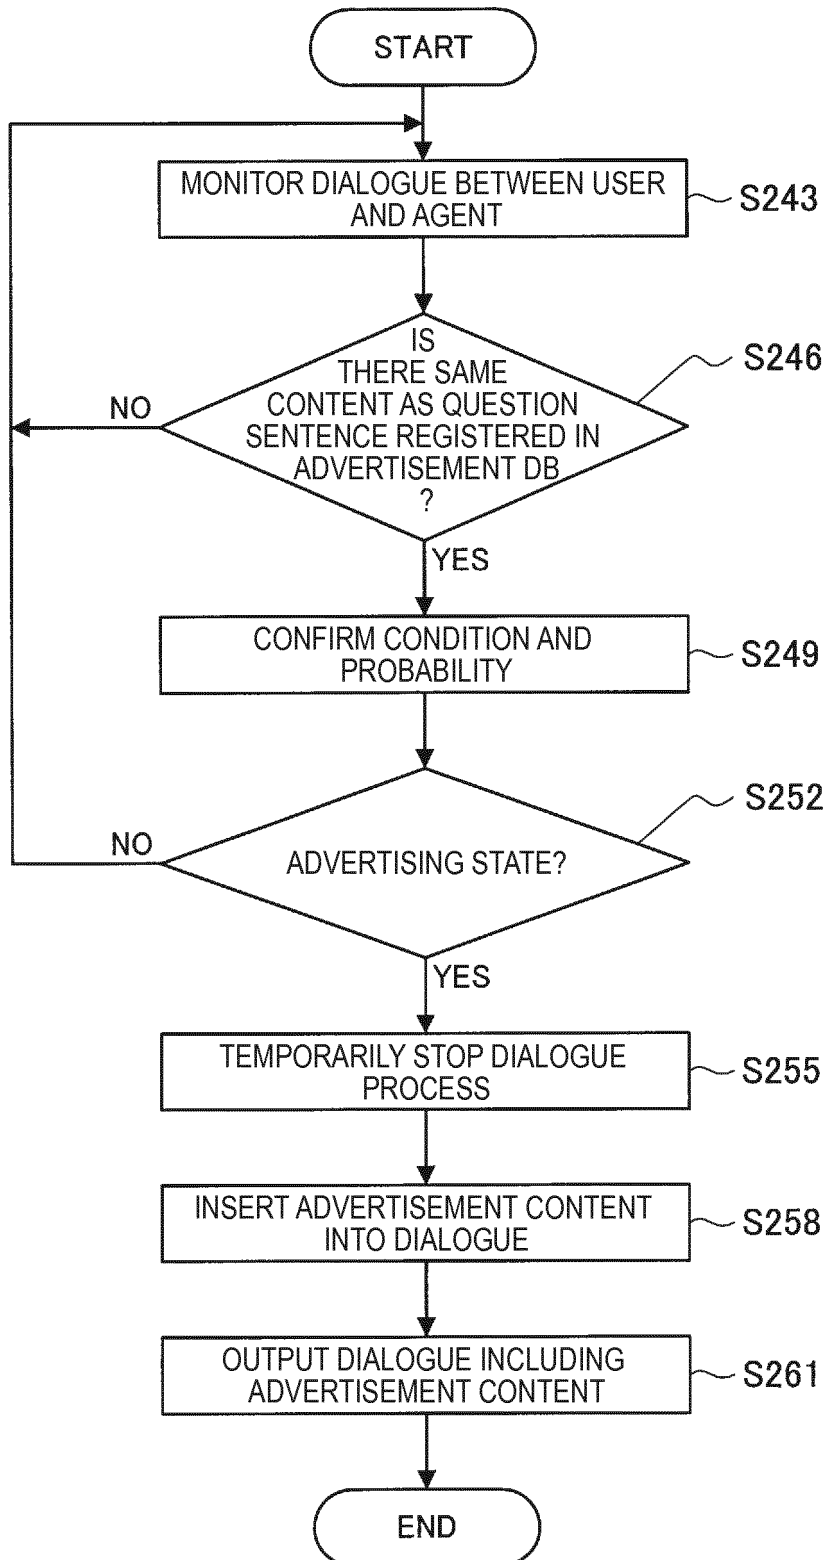 START
MONITOR DIALOGUE BETWEEN USER
AND AGENT
S243
IS
THERE SAME
CONTENT AS QUESTION
SENTENCE REGISTERED IN
ADVERTISEMENT DB
?
S246
NO
YES
CONFIRM CONDITION AND
PROBABILITY
S249
ADVERTISING STATE?
S252
NO
YES
TEMPORARILY STOP DIALOGUE
PROCESS
S255
INSERT ADVERTISEMENT CONTENT
INTO DIALOGUE
S258
OUTPUT DIALOGUE INCLUDING
ADVERTISEMENT CONTENT
S261
END